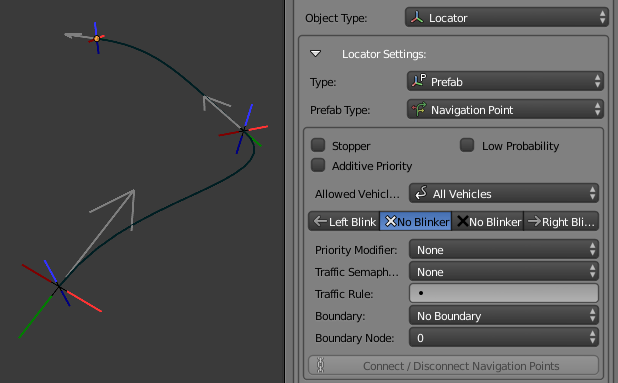 Object Type: Locator
Locator Settings:
Type: Prefab
Prefab Type: Navigation Point
Stopper Low Probability
Additive Priority
Allowed Vehicl... All Vehicles
Left Blink No Blinker No Blinker Right Bli...
Priority Modifier: None
Traffic Semaph... None
Traffic Rule: •
Boundary: No Boundary
Boundary Node: 0
Connect / Disconnect Navigation Points